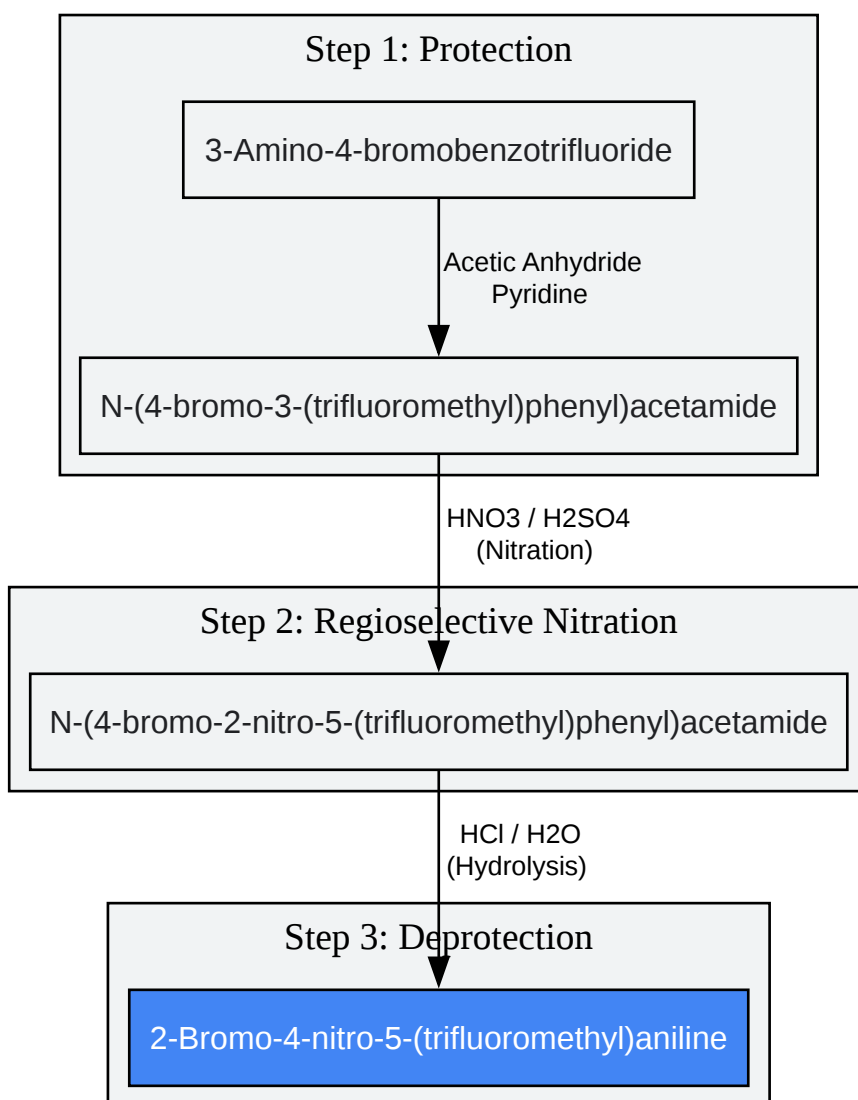 Step 1: Protection
3-Amino-4-bromobenzotrifluoride
Acetic Anhydride
Pyridine
N-(4-bromo-3-(trifluoromethyl)phenyl)acetamide
HNO3 / H2SO4
(Nitration)
Step 2: Regioselective Nitration
N-(4-bromo-2-nitro-5-(trifluoromethyl)phenyl)acetamide
HCl / H2O
(Hydrolysis)
Step 3: Deprotection
2-Bromo-4-nitro-5-(trifluoromethyl)aniline